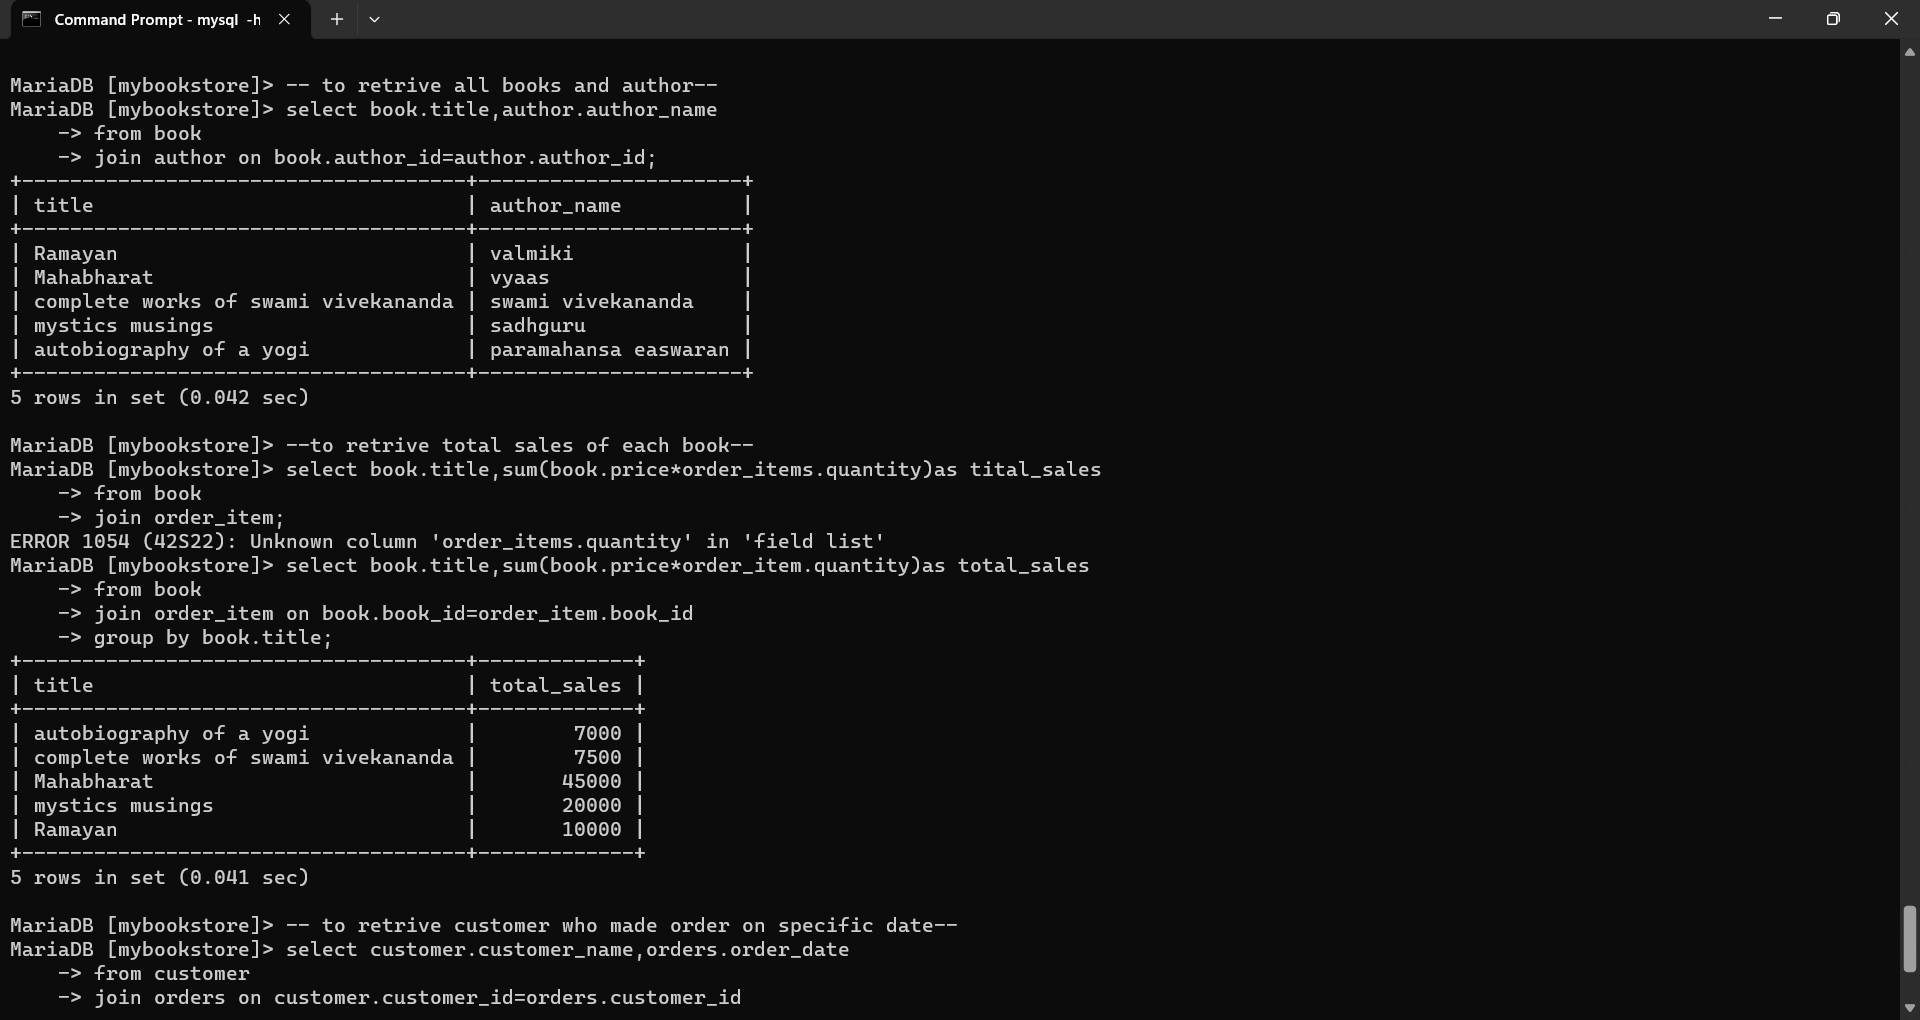 Command Prompt - mysql  -h
MariaDB [mybookstore]> -- to retrive all books and author--
MariaDB [mybookstore]> select book.title,author.author_name
    -> from book
    -> join author on book.author_id=author.author_id;
+-------------------------------------+----------------------+
| title                               | author_name          |
+-------------------------------------+----------------------+
| Ramayan                             | valmiki              |
| Mahabharat                          | vyaas                |
| complete works of swami vivekananda | swami vivekananda    |
| mystics musings                     | sadhguru             |
| autobiography of a yogi             | paramahansa easwaran |
+-------------------------------------+----------------------+
5 rows in set (0.042 sec)

MariaDB [mybookstore]> --to retrive total sales of each book--
MariaDB [mybookstore]> select book.title,sum(book.price*order_items.quantity)as tital_sales
    -> from book
    -> join order_item;
ERROR 1054 (42S22): Unknown column 'order_items.quantity' in 'field list'
MariaDB [mybookstore]> select book.title,sum(book.price*order_item.quantity)as total_sales
    -> from book
    -> join order_item on book.book_id=order_item.book_id
    -> group by book.title;
+-------------------------------------+-------------+
| title                               | total_sales |
+-------------------------------------+-------------+
| autobiography of a yogi             |        7000 |
| complete works of swami vivekananda |        7500 |
| Mahabharat                          |       45000 |
| mystics musings                     |       20000 |
| Ramayan                             |       10000 |
+-------------------------------------+-------------+
5 rows in set (0.041 sec)

MariaDB [mybookstore]> -- to retrive customer who made order on specific date--
MariaDB [mybookstore]> select customer.customer_name,orders.order_date
    -> from customer
    -> join orders on customer.customer_id=orders.customer_id